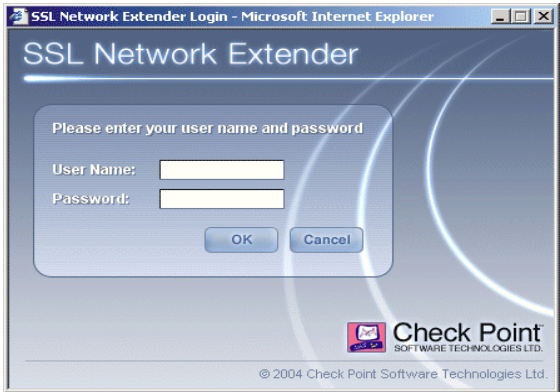 SSL Network Extender Login - Microsoft Internet Explorer
SSL Network Extender
Please enter your user name and password
User Name:
Password:
OK Cancel
Check Point
SOFTWARE TECHNOLOGIES LTD.
© 2004 Check Point Software Technologies Ltd.